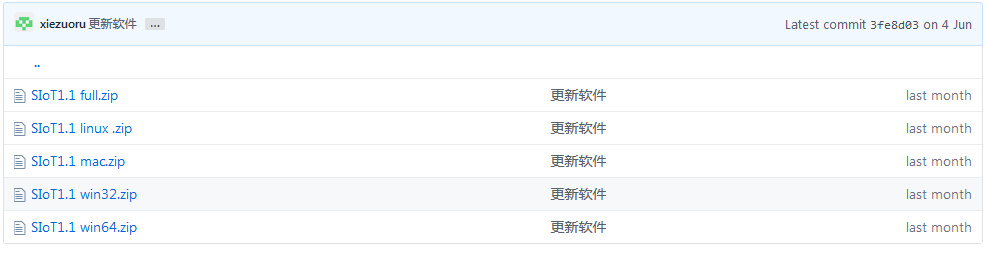 xiezuoru 更新软件 … Latest commit 3fe8d03 on 4 Jun
..
SIoT1.1 full.zip 更新软件 last month
SIoT1.1 linux .zip 更新软件 last month
SIoT1.1 mac.zip 更新软件 last month
SIoT1.1 win32.zip 更新软件 last month
SIoT1.1 win64.zip 更新软件 last month